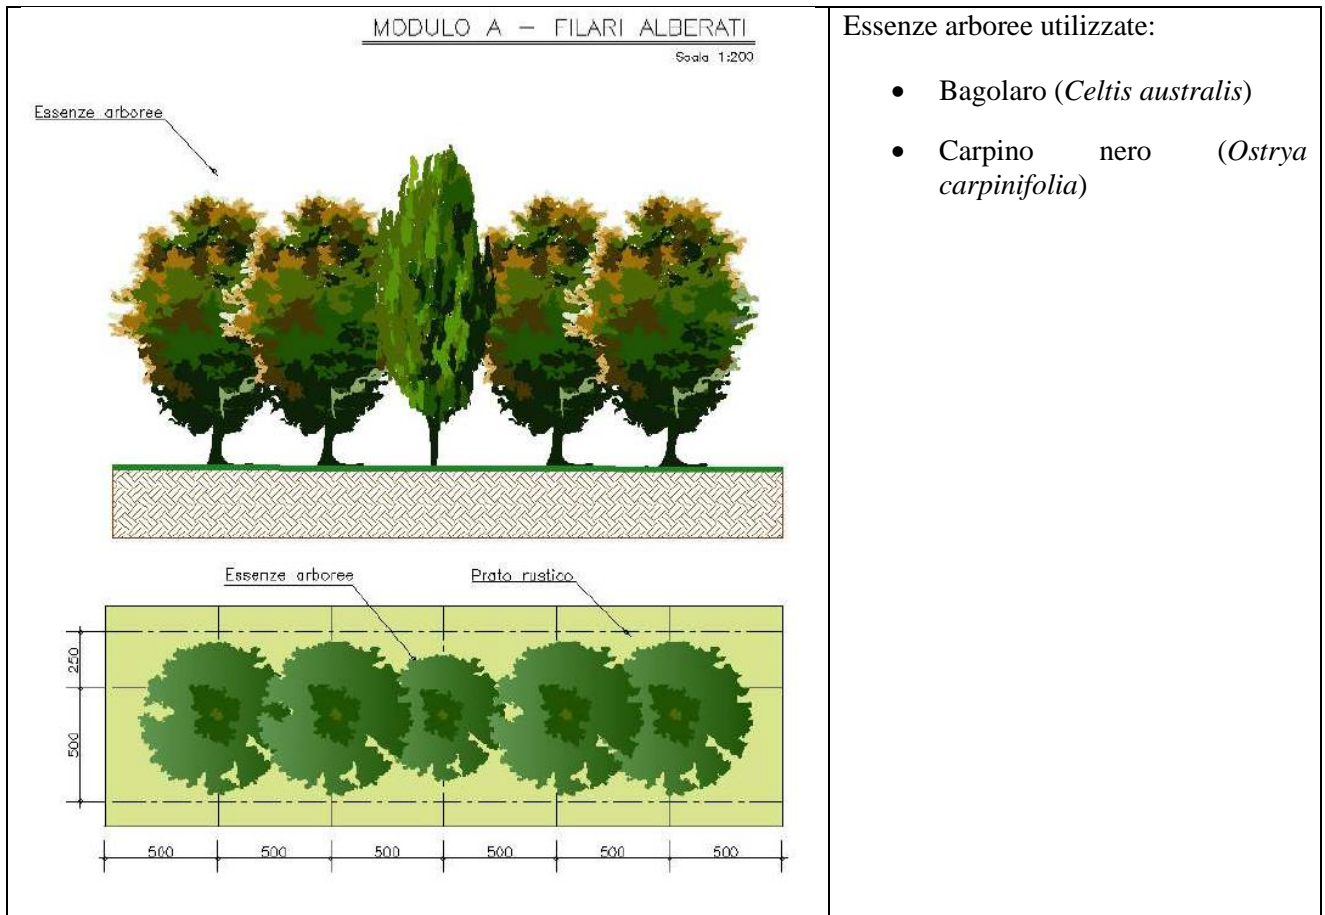 MODULO A – FILARI ALBERATI
Scala 1:200
Essenze arboree
Essenze arboree
Prato rustico
250
500
500
500
500
500
500
500
Essenze arboree utilizzate:
• Bagolaro (Celtis australis)
• Carpino nero (Ostrya
carpinifolia)